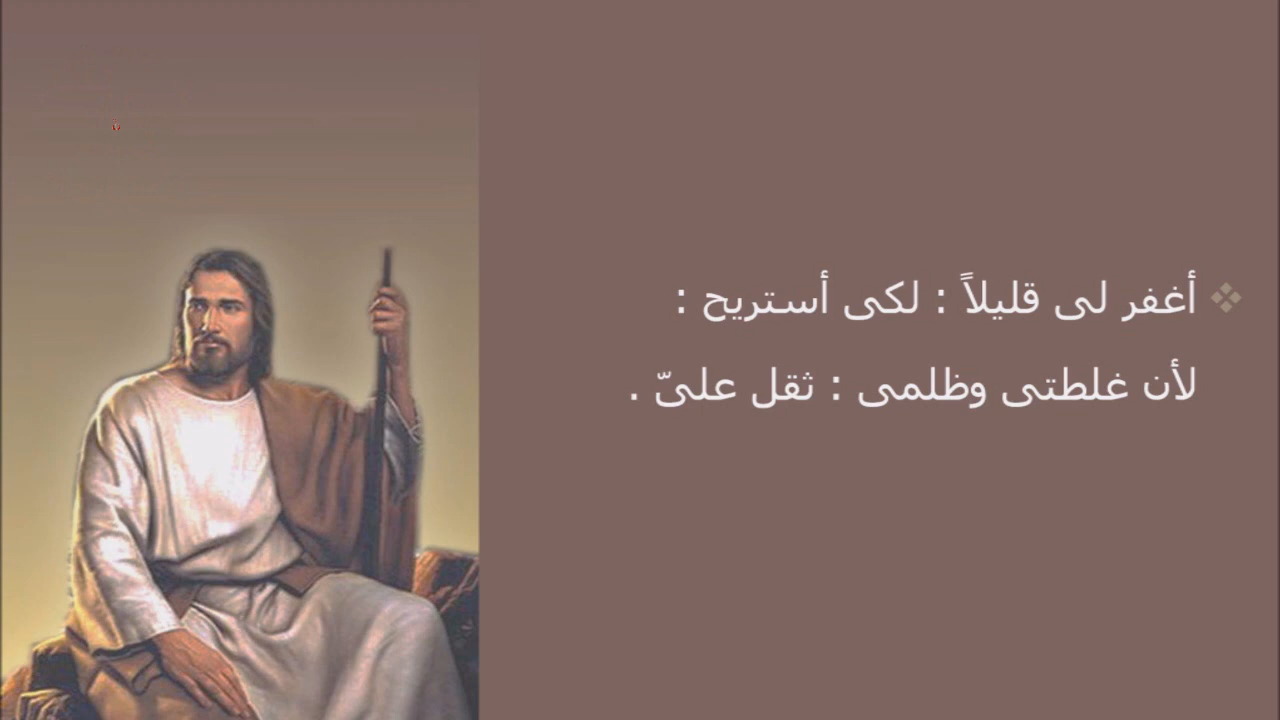 أغفر لى قليلاً : لكى أستريح :
لأن غلطتى وظلمى : ثقل علىّ .